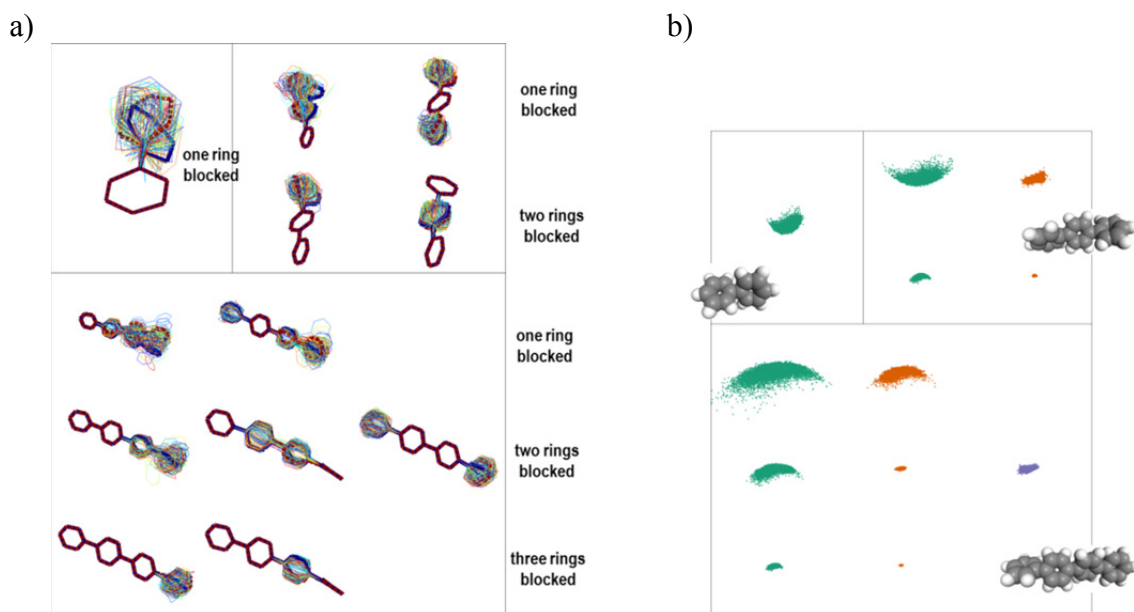 a)
b)
one ring
blocked
one ring
blocked
two rings
blocked
one ring
blocked
two rings
blocked
three rings
blocked